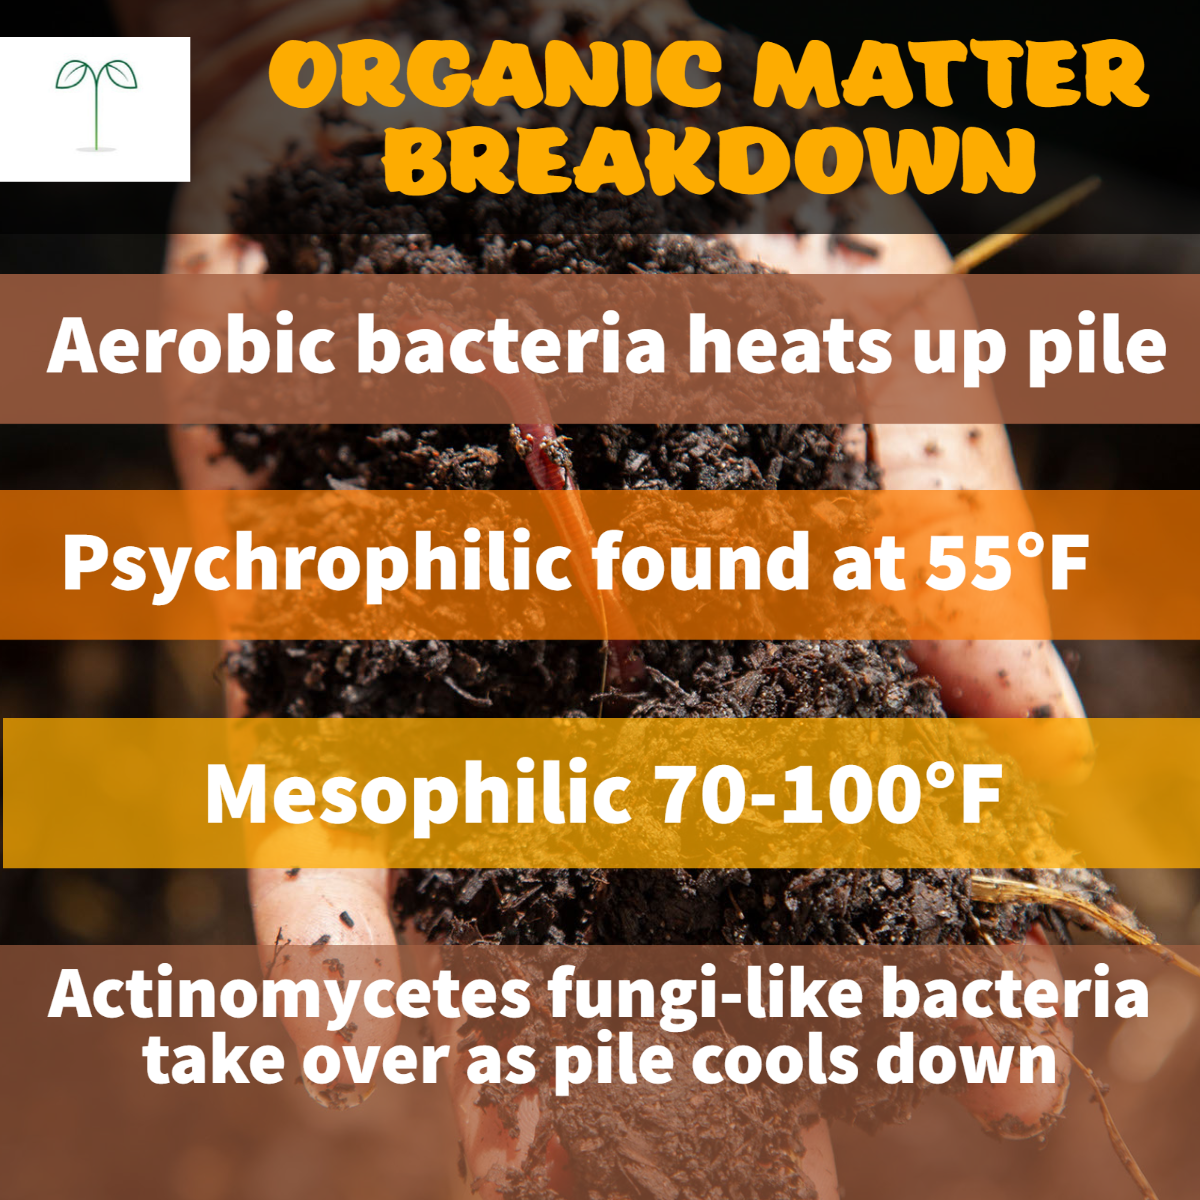 ORGANIC MATTER
BREAKDOWN
Aerobic bacteria heats up pile
Psychrophilic found at 55°F
Mesophilic 70-100°F
Actinomycetes fungi-like bacteria
take over as pile cools down